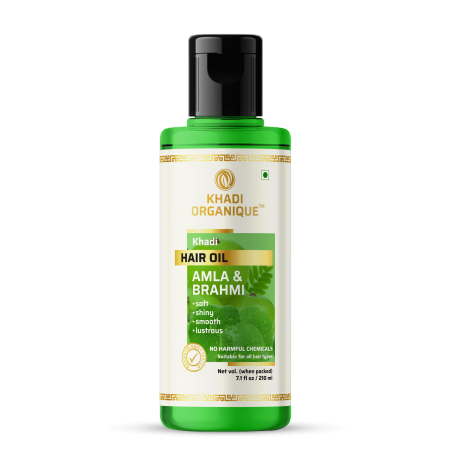 KHADI
ORGANIQUE™
Khadi
HAIR OIL
AMLA &
BRAHMI
• soft
• shiny
• smooth
• lustrous
NO HARMFUL CHEMICALS
Suitable for all hair types
Net vol. (when packed)
7.1 fl oz / 210 ml